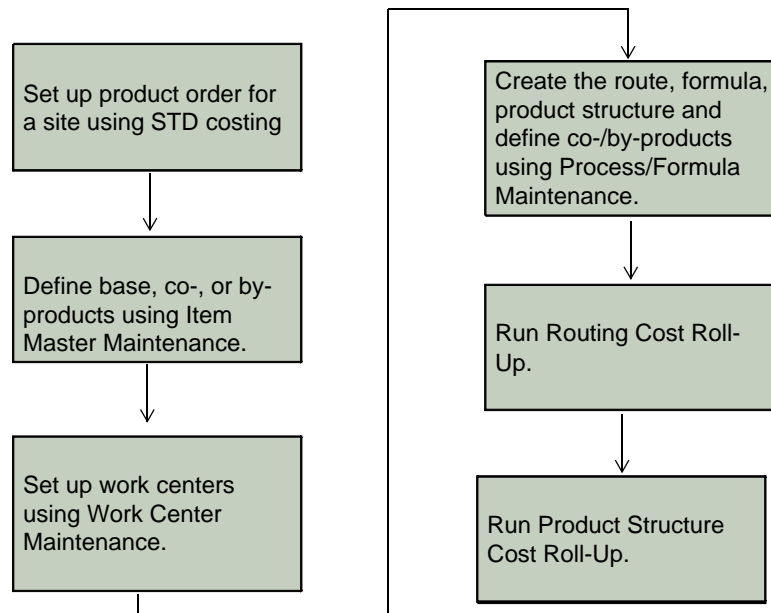 Set up product order for
a site using STD costing
Define base, co-, or by-
products using Item
Master Maintenance.
Set up work centers
using Work Center
Maintenance.
Create the route, formula,
product structure and
define co-/by-products
using Process/Formula
Maintenance.
Run Routing Cost Roll-
Up.
Run Product Structure
Cost Roll-Up.